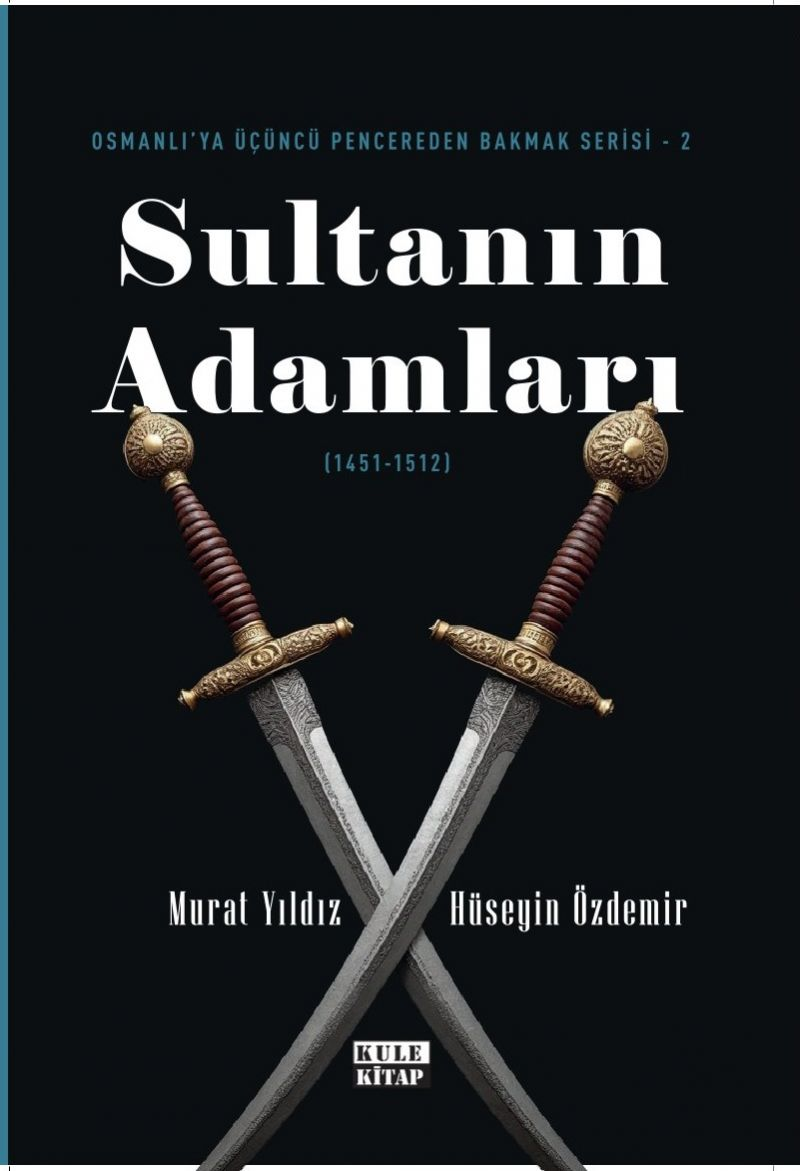 OSMANLI'YA ÜÇÜNCÜ PENCEREDEN BAKMAK SERİSİ - 2
Sultanın
Adamları
(1451-1512)
Murat Yıldız
Hüseyin Özdemir
KULE
KİTAP